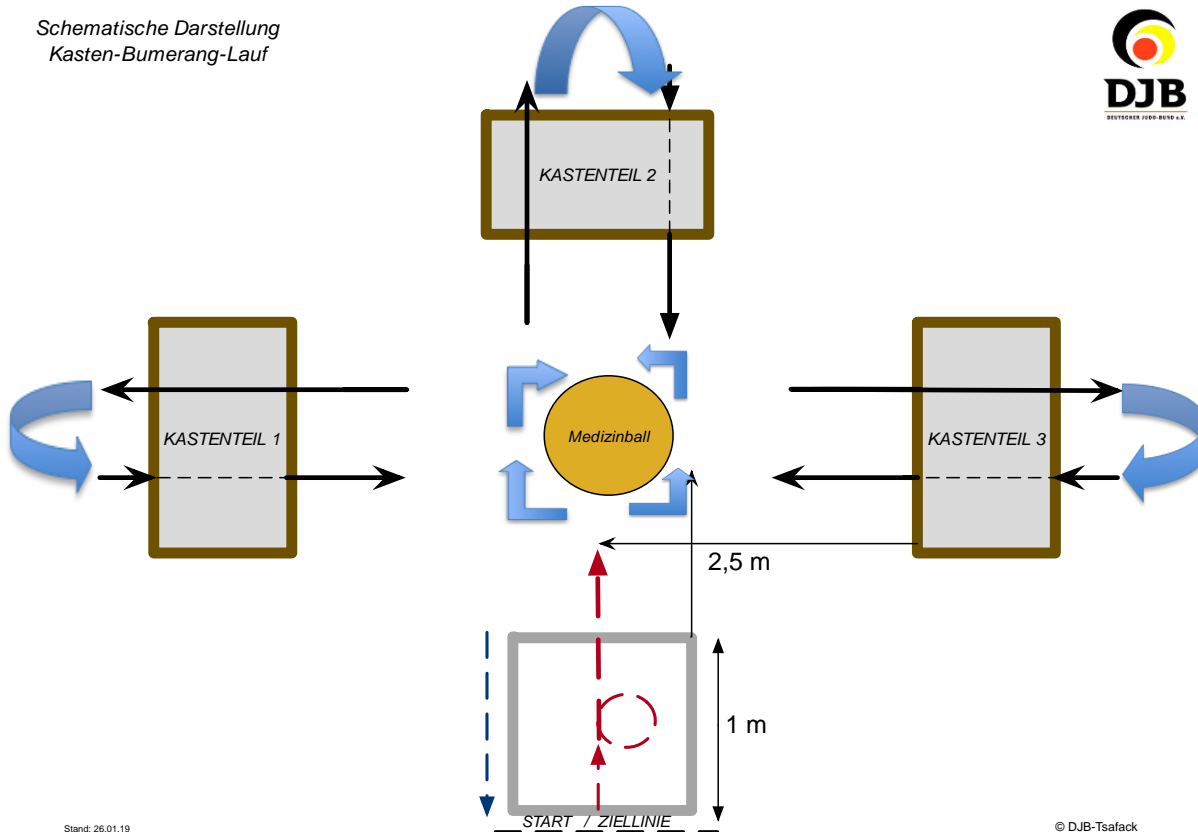 Schematische Darstellung
Kasten-Bumerang-Lauf
DJB
DEUTSCHER JUDO-BUND e.V.
KASTENTEIL 2
KASTENTEIL 1
Medizinball
KASTENTEIL 3
2,5 m
1 m
START / ZIELLINIE
Stand: 26.01.19
© DJB-Tsafack